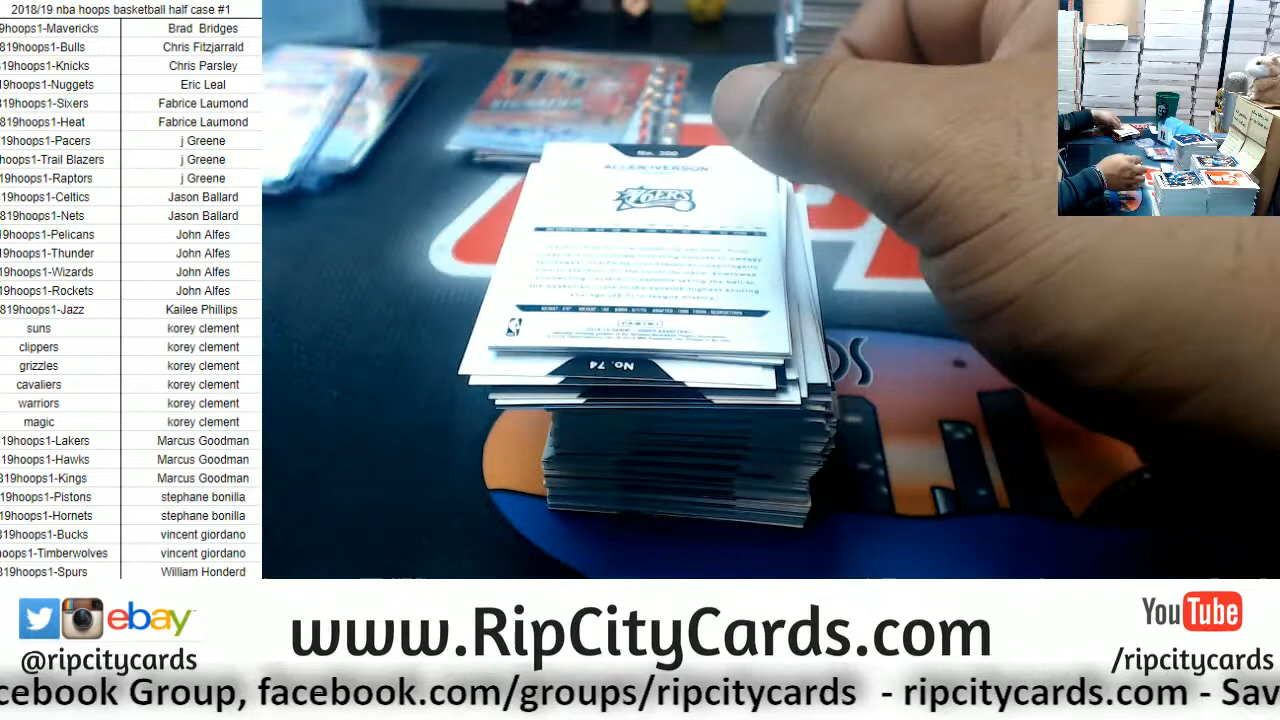 2018/19 nba hoops basketball half case #1
9hoops1-Mavericks Brad Bridges
819hoops1-Bulls Chris Fitzjarrald
19hoops1-Knicks Chris Parsley
19hoops1-Nuggets Eric Leal
819hoops1-Sixers Fabrice Laumond
819hoops1-Heat Fabrice Laumond
19hoops1-Pacers j Greene
hoops1-Trail Blazers j Greene
19hoops1-Raptors j Greene
19hoops1-Celtics Jason Ballard
819hoops1-Nets Jason Ballard
19hoops1-Pelicans John Alfes
19hoops1-Thunder John Alfes
19hoops1-Wizards John Alfes
19hoops1-Rockets John Alfes
819hoops1-Jazz Kailee Phillips
suns korey clement
clippers korey clement
grizzles korey clement
cavaliers korey clement
warriors korey clement
magic korey clement
19hoops1-Lakers Marcus Goodman
19hoops1-Hawks Marcus Goodman
819hoops1-Kings Marcus Goodman
19hoops1-Pistons stephane bonilla
19hoops1-Hornets stephane bonilla
819hoops1-Bucks vincent giordano
hoops1-Timberwolves vincent giordano
819hoops1-Spurs William Honderd
No. 300
ALLEN IVERSON
76ERS
PANINI
No. 74
ebay
@ripcitycards
www.RipCityCards.com
YouTube
/ripcitycards
cebook Group, facebook.com/groups/ripcitycards - ripcitycards.com - Sav